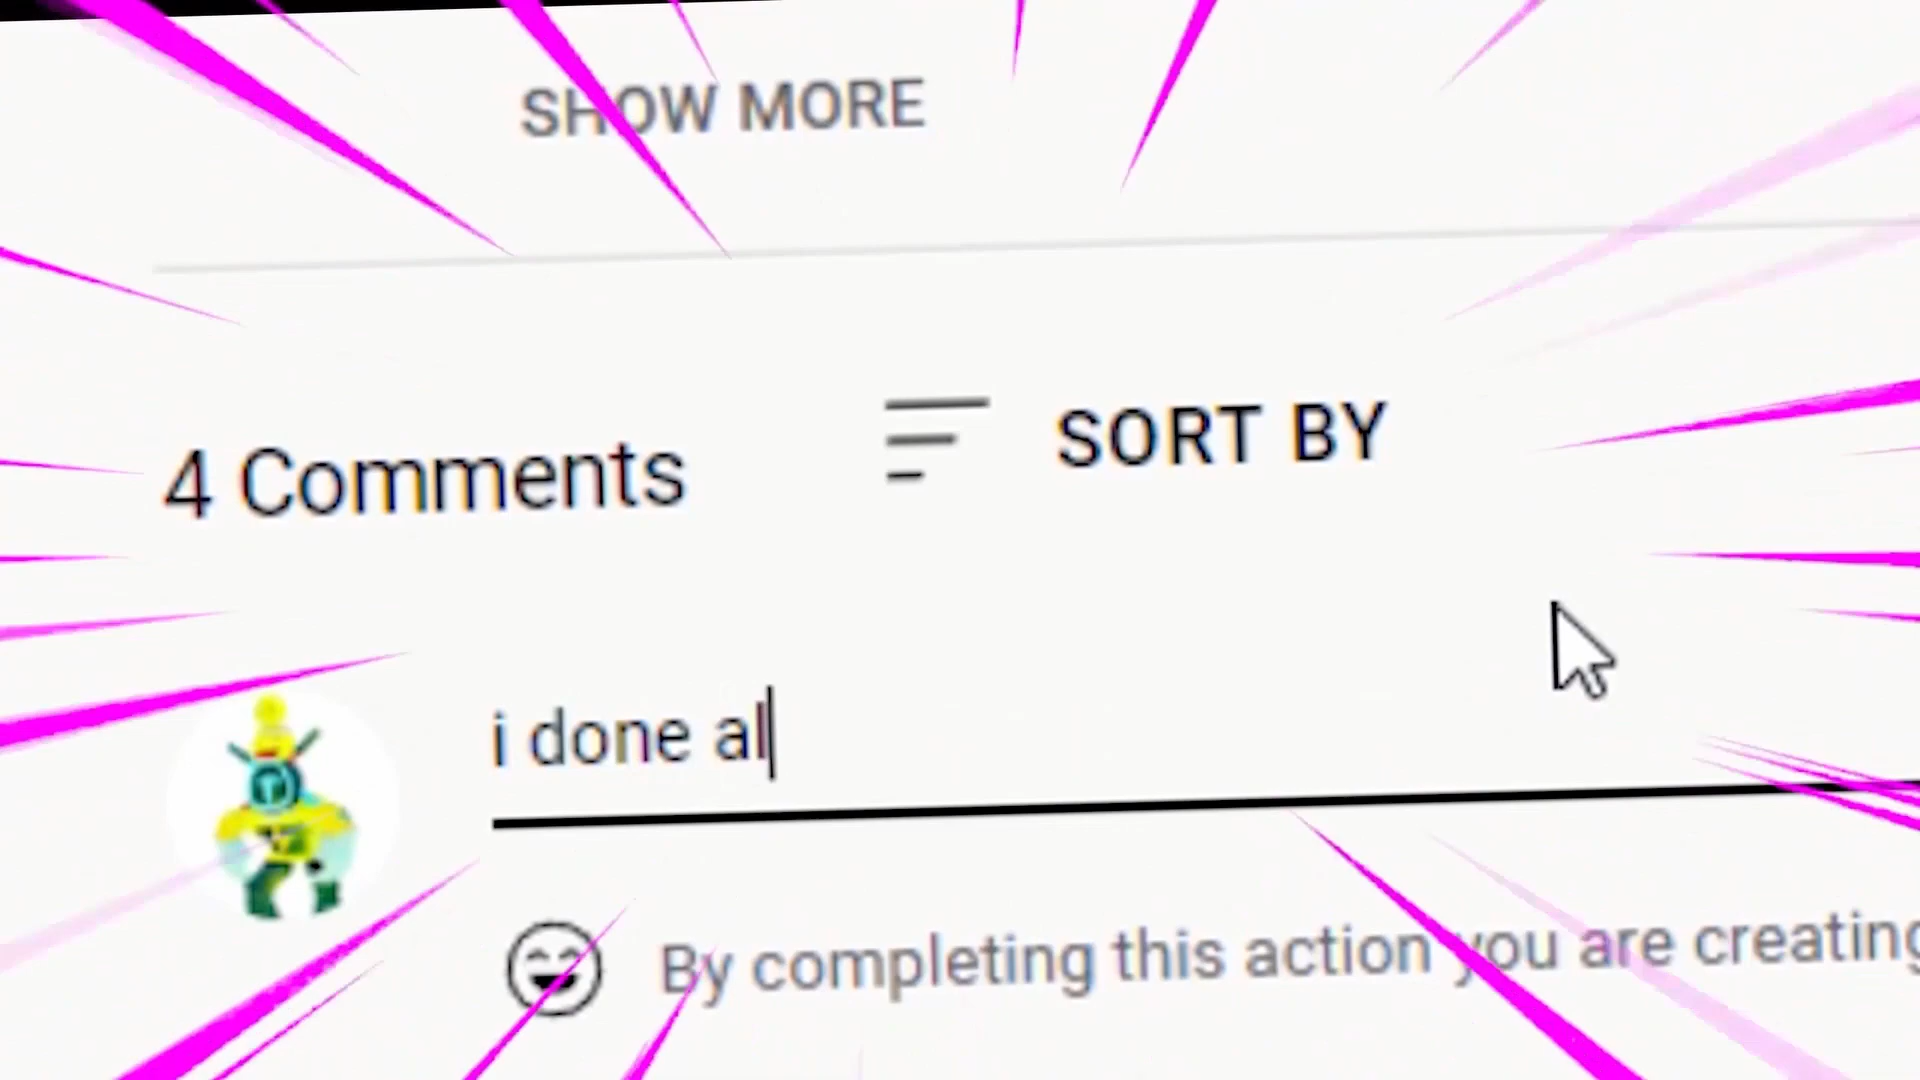 SHOW MORE
4 Comments
SORT BY
i done al
By completing this action you are creating